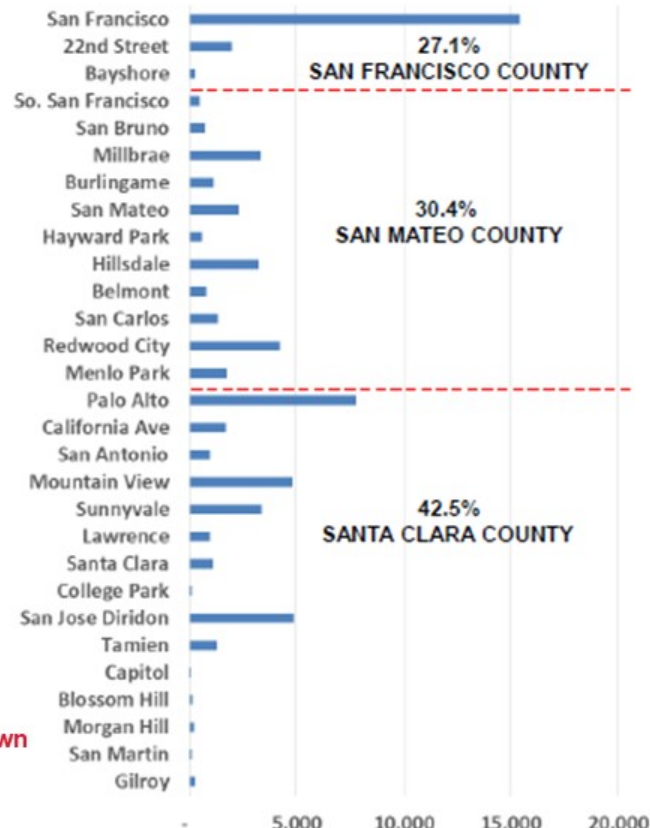 San Francisco
22nd Street
27.1%
Bayshore
SAN FRANCISCO COUNTY
So. San Francisco
San Bruno
Millbrae
Burlingame
San Mateo
30.4%
Hayward Park
SAN MATEO COUNTY
Hillsdale
Belmont
San Carlos
Redwood City
Menlo Park
Palo Alto
California Ave
San Antonio
Mountain View
Sunnyvale
42.5%
Lawrence
SANTA CLARA COUNTY
Santa Clara
College Park
San Jose Diridon
Tamien
Capitol
Blossom Hill
Morgan Hill
wn
San Martin
Gilroy
- 5,000 10,000 15,000 20,000